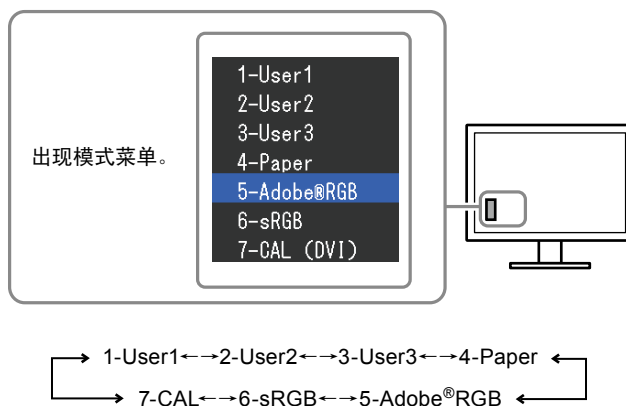 出现模式菜单。
1-User1
2-User2
3-User3
4-Paper
5-Adobe®RGB
6-sRGB
7-CAL (DVI)
1-User1←→2-User2←→3-User3←→4-Paper
7-CAL←→6-sRGB←→5-Adobe®RGB